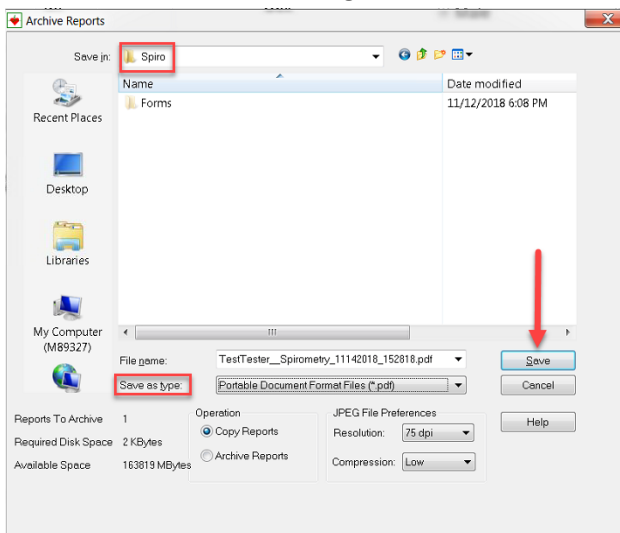 Archive Reports
X
Save in:
Spiro
Name
Date modified
Forms
11/12/2018 6:08 PM
Recent Places
Desktop
Libraries
My Computer
(M89327)
File name:
TestTester__Spirometry_11142018_152818.pdf
Save
Save as type:
Portable Document Format Files (*.pdf)
Cancel
Reports To Archive
1
Operation
JPEG File Preferences
Copy Reports
Resolution:
75 dpi
Help
Required Disk Space
2 KBytes
Archive Reports
Available Space
163819 MBytes
Compression:
Low